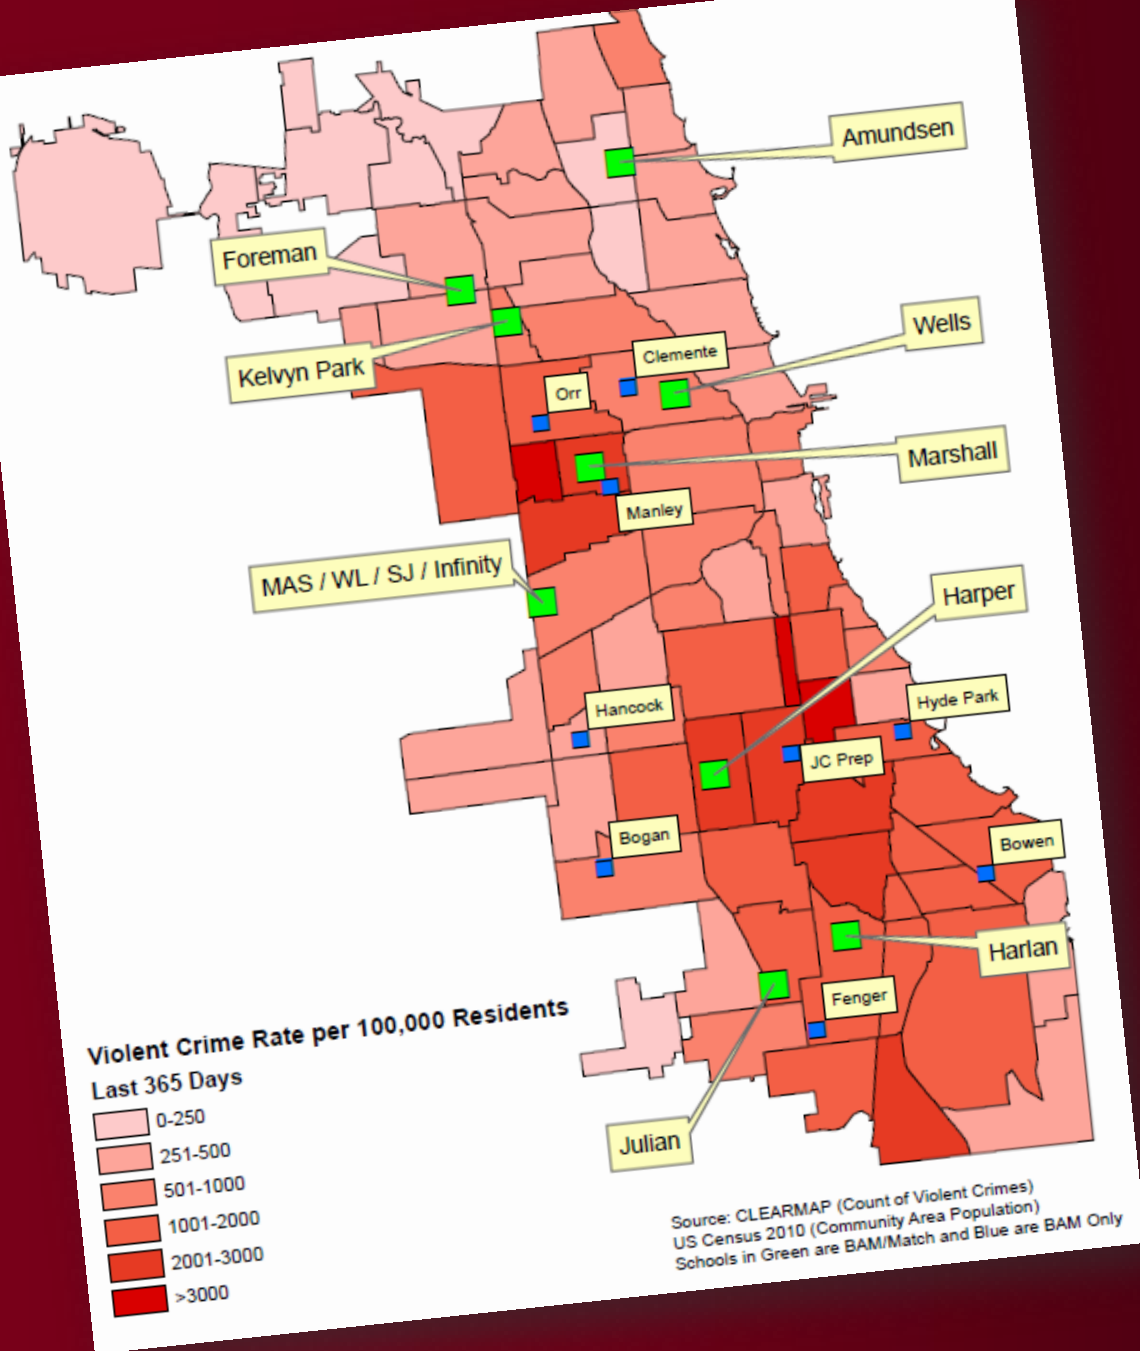 Amundsen
Foreman
Wells
Kelvyn Park
Clemente
Orr
Marshall
Manley
MAS / WL / SJ / Infinity
Harper
Hyde Park
Hancock
JC Prep
Bogan
Bowen
Harlan
Fenger
Julian
Violent Crime Rate per 100,000 Residents
Last 365 Days
0-250
251-500
501-1000
1001-2000
2001-3000
>3000
Source: CLEARMAP (Count of Violent Crimes)
US Census 2010 (Community Area Population)
Schools in Green are BAM/Match and Blue are BAM Only